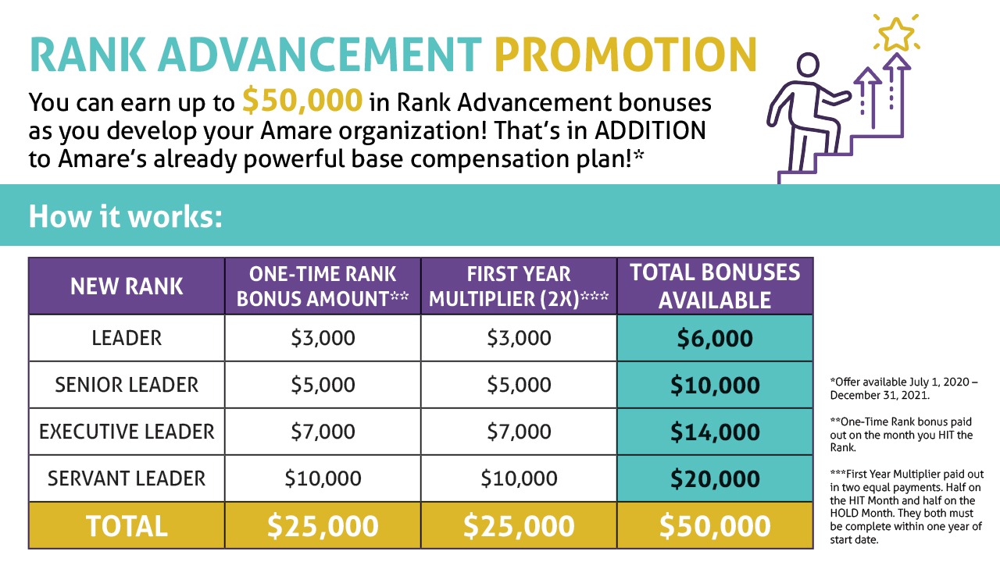 RANK ADVANCEMENT PROMOTION
You can earn up to $50,000 in Rank Advancement bonuses
as you develop your Amare organization! That's in ADDITION
to Amare's already powerful base compensation plan!*
How it works:
NEW RANK
ONE-TIME RANK
BONUS AMOUNT**
FIRST YEAR
MULTIPLIER (2X)***
TOTAL BONUSES
AVAILABLE
LEADER $3,000 $3,000 $6,000
SENIOR LEADER $5,000 $5,000 $10,000
EXECUTIVE LEADER $7,000 $7,000 $14,000
SERVANT LEADER $10,000 $10,000 $20,000
TOTAL $25,000 $25,000 $50,000
*Offer available July 1, 2020 –
December 31, 2021.
**One-Time Rank bonus paid
out on the month you HIT the
Rank.
***First Year Multiplier paid out
in two equal payments. Half on
the HIT Month and half on the
HOLD Month. They both must
be complete within one year of
start date.